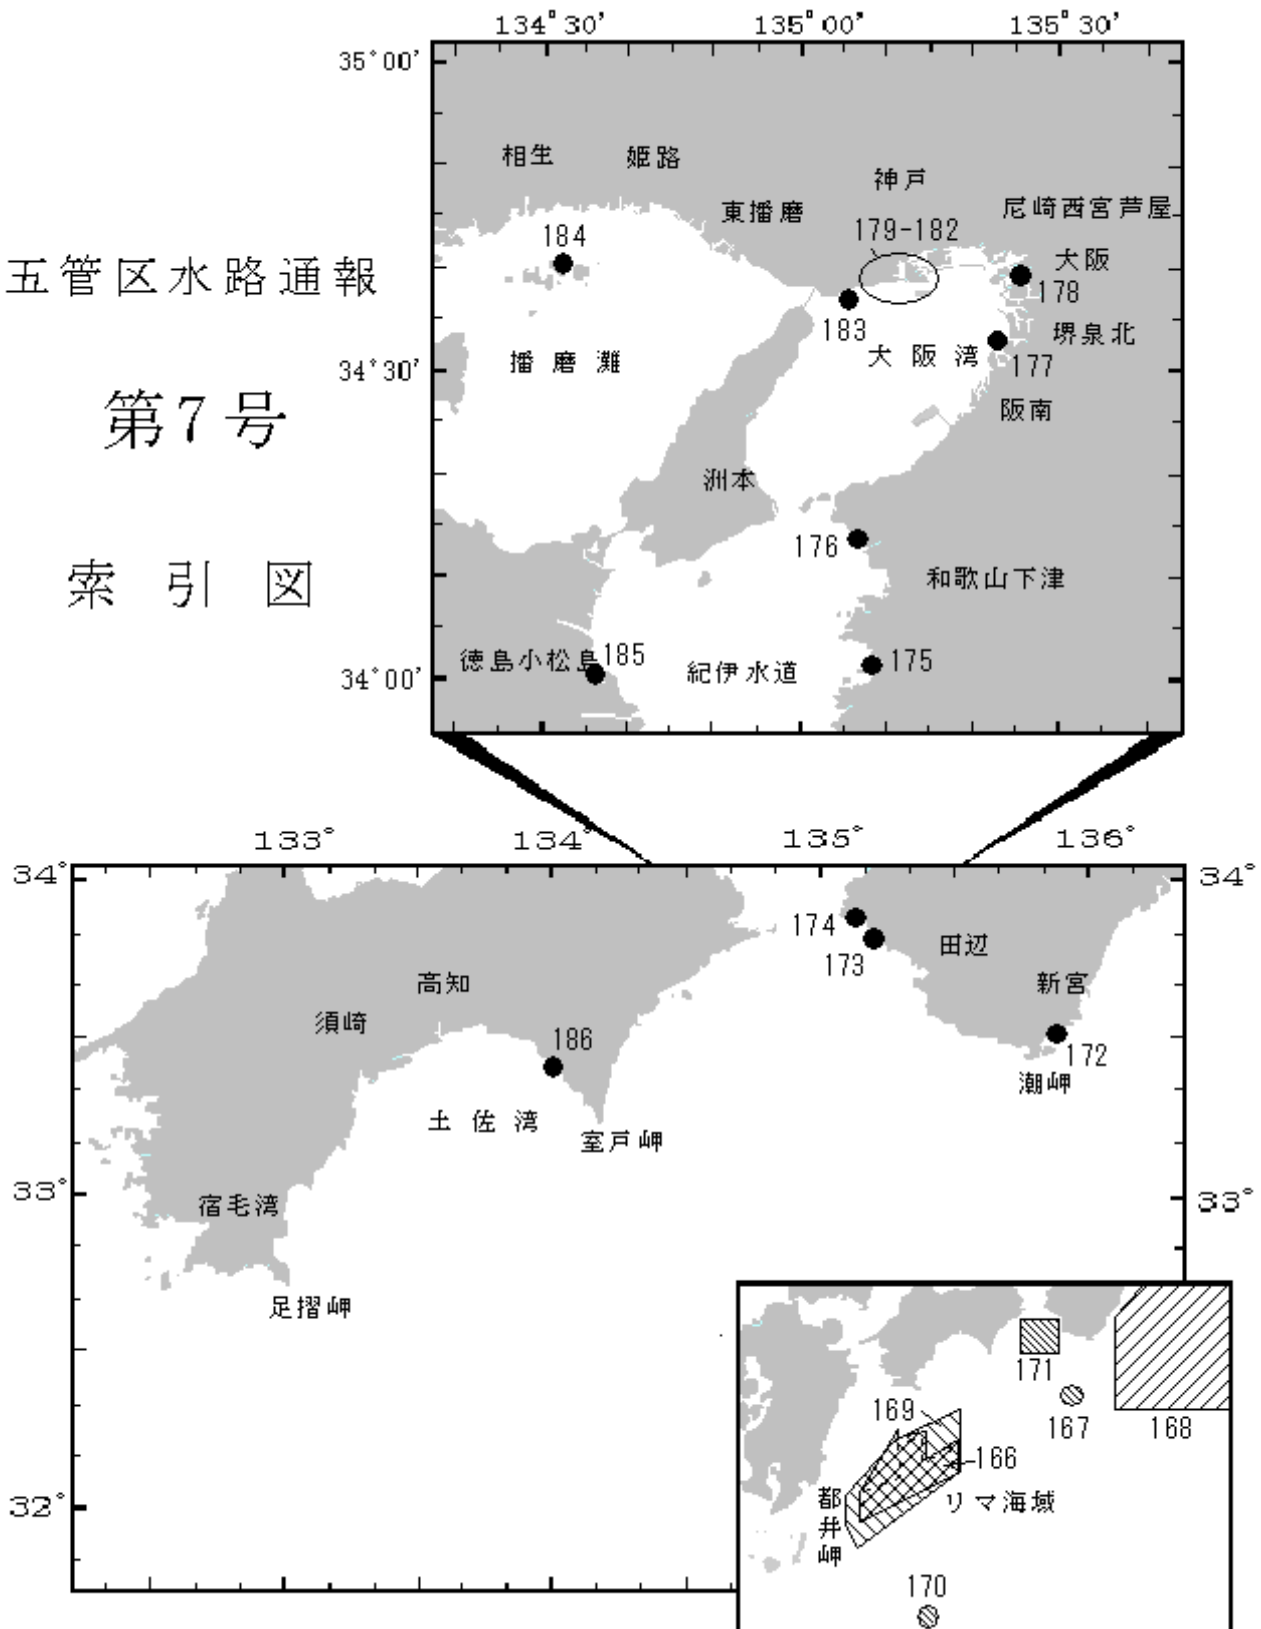 134°30′ 135°00′ 135°30′
35°00′
相生 姫路
神戸
東播磨 尼崎西宮芦屋
179-182
184
大阪
五管区水路通報
178
183
堺泉北
播磨灘 大阪湾
34°30′
177
第7号
阪南
洲本
176
索引図
和歌山下津
徳島小松島 185 紀伊水道 175
34°00′
133° 134° 135° 136°
34° 34°
174
田辺
173
高知 新宮
須崎
186
172
潮岬
土佐湾
室戸岬
33° 33°
宿毛湾
足摺岬
171
169 167 168
166
都井岬
リマ海域
32°
170